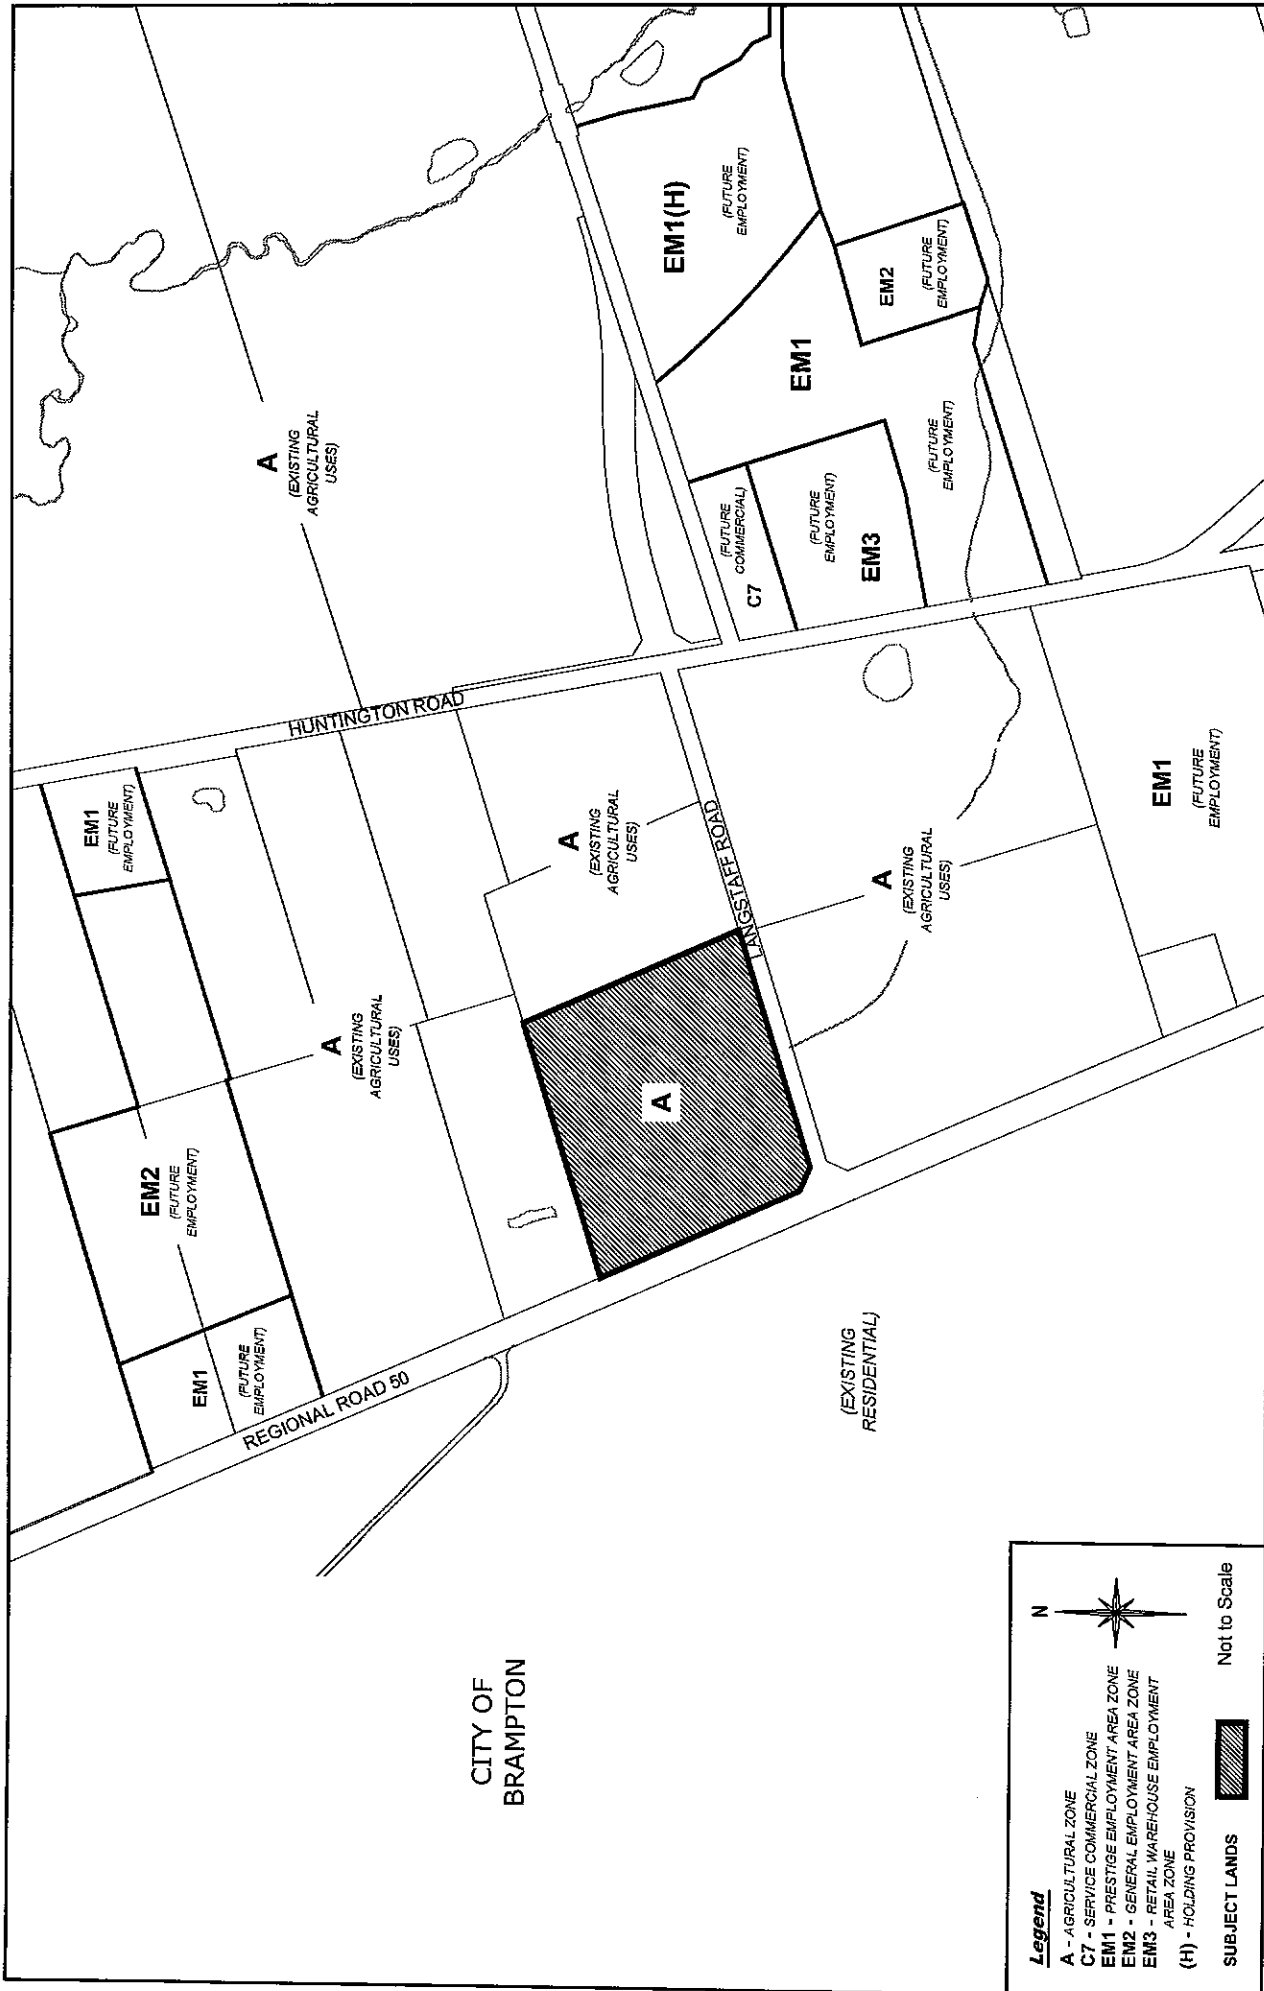 EM1
(FUTURE
EMPLOYMENT)
EM2
(FUTURE
EMPLOYMENT)
EM1
(FUTURE
EMPLOYMENT)
REGIONAL ROAD 50
HUNTINGTON ROAD
A
(EXISTING
AGRICULTURAL
USES)
A
(EXISTING
AGRICULTURAL
USES)
A
(EXISTING
AGRICULTURAL
USES)
A
LANGSTAFF ROAD
A
(EXISTING
AGRICULTURAL
USES)
EM1
(FUTURE
EMPLOYMENT)
EM1(H)
(FUTURE
EMPLOYMENT)
EM1
(FUTURE
EMPLOYMENT)
EM2
(FUTURE
EMPLOYMENT)
(FUTURE
COMMERCIAL)
C7
(FUTURE
EMPLOYMENT)
EM3
(EXISTING
RESIDENTIAL)
CITY OF
BRAMPTON
Legend
A - AGRICULTURAL ZONE
C7 - SERVICE COMMERCIAL ZONE
EM1 - PRESTIGE EMPLOYMENT AREA ZONE
EM2 - GENERAL EMPLOYMENT AREA ZONE
EM3 - RETAIL WAREHOUSE EMPLOYMENT
AREA ZONE
(H) - HOLDING PROVISION
SUBJECT LANDS
N
Not to Scale